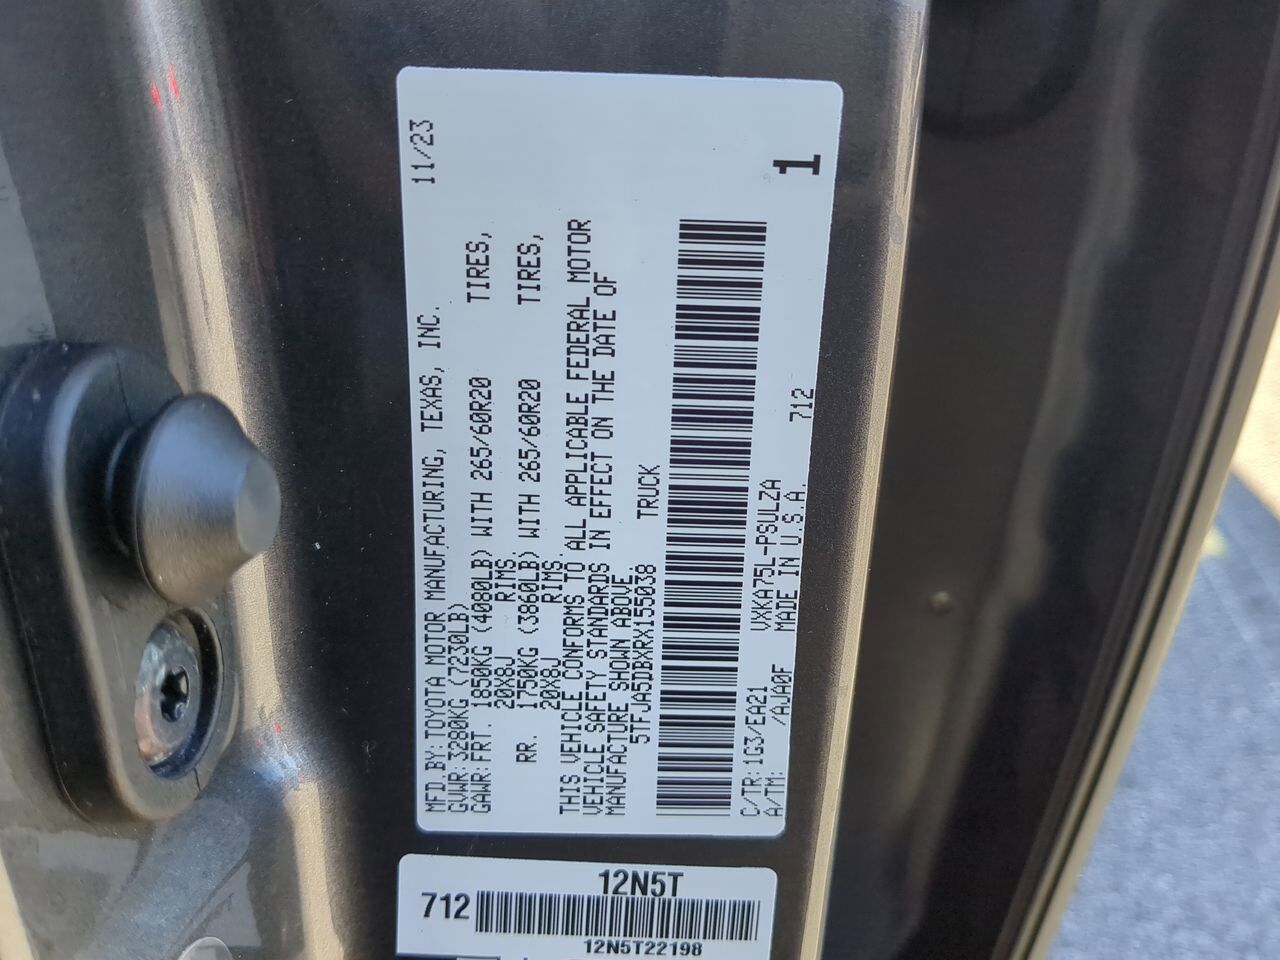 MFD.BY:TOYOTA MOTOR MANUFACTURING, TEXAS, INC. 11/23
GVWR:3280KG (7230LB)
GAWR:FRT. 1850KG (4080LB) WITH 265/60R20 TIRES,
20X8J RIMS.
RR. 1750KG (3860LB) WITH 265/60R20 TIRES,
20X8J RIMS.
THIS VEHICLE CONFORMS TO ALL APPLICABLE FEDERAL MOTOR
VEHICLE SAFETY STANDARDS IN EFFECT ON THE DATE OF
MANUFACTURE SHOWN ABOVE.
5TFJA5DBXRX155038 TRUCK
C/TR:1G3/EA21 VXKA75L-PSULZA
A/TM: /AJA0F MADE IN U.S.A. 712
1
12N5T
712
12N5T22198